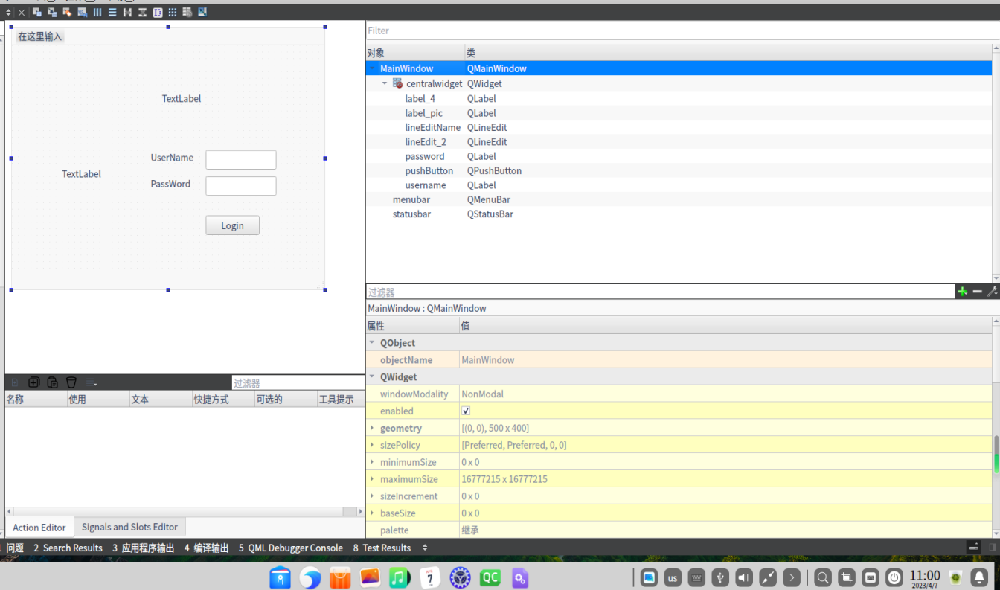 Filter
在这里输入
对象 类
MainWindow QMainWindow
centralwidget QWidget
label_4 QLabel
label_pic QLabel
lineEditName QLineEdit
lineEdit_2 QLineEdit
password QLabel
pushButton QPushButton
username QLabel
menubar QMenuBar
statusbar QStatusBar
TextLabel
UserName
TextLabel
PassWord
Login
过滤器
MainWindow : QMainWindow
属性 值
QObject
objectName MainWindow
QWidget
windowModality NonModal
enabled
geometry [(0, 0), 500 x 400]
sizePolicy [Preferred, Preferred, 0, 0]
minimumSize 0 x 0
maximumSize 16777215 x 16777215
sizeIncrement 0 x 0
baseSize 0 x 0
palette 继承
过滤器
名称 使用 文本 快捷方式 可选的 工具提示
Action Editor Signals and Slots Editor
1 问题 2 Search Results 3 应用程序输出 4 编译输出 5 QML Debugger Console 8 Test Results
7
QC
us
11:00
2023/4/7